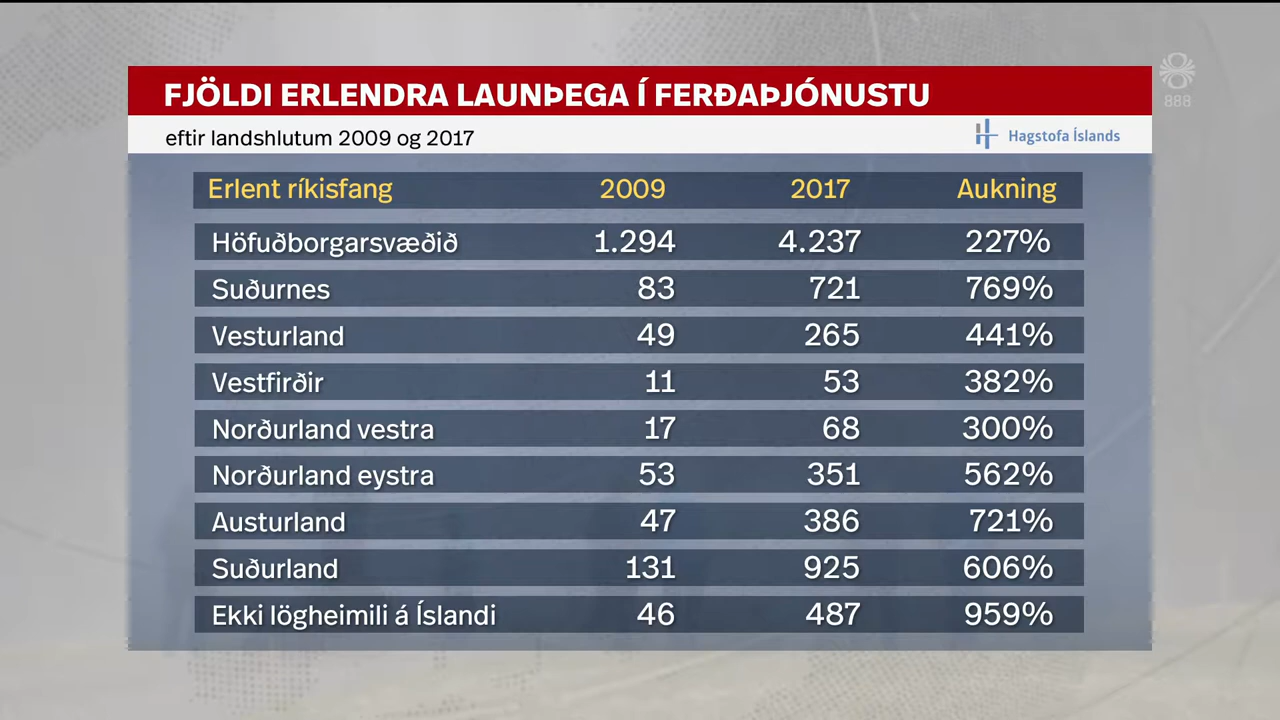 FJÖLDI ERLENDRA LAUNÞEGA Í FERÐAÞJÓNUSTU
888
eftir landshlutum 2009 og 2017 Hagstofa Íslands
Erlent ríkisfang 2009 2017 Aukning
Höfuðborgarsvæðið 1.294 4.237 227%
Suðurnes 83 721 769%
Vesturland 49 265 441%
Vestfirðir 11 53 382%
Norðurland vestra 17 68 300%
Norðurland eystra 53 351 562%
Austurland 47 386 721%
Suðurland 131 925 606%
Ekki lögheimili á Íslandi 46 487 959%